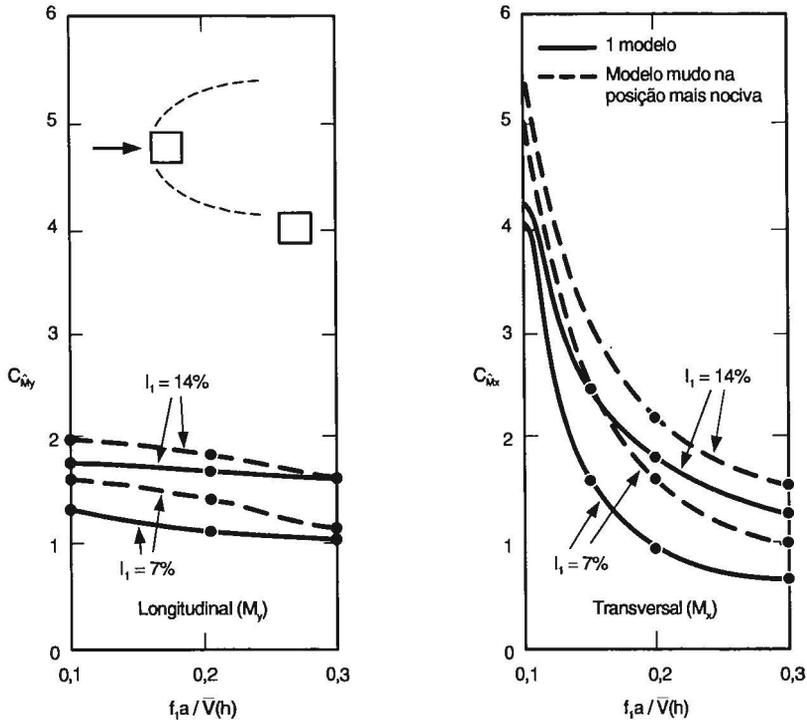 6
5
4
3
2
1
0
C_M̂y
I₁ = 14%
I₁ = 7%
Longitudinal (M_y)
0,1
0,2
0,3
f₁a / V̅(h)
6
5
4
3
2
1
0
C_M̂x
1 modelo
Modelo mudo na
posição mais nociva
I₁ = 14%
I₁ = 7%
Transversal (Mₓ)
0,1
0,2
0,3
f₁a / V̅(h)